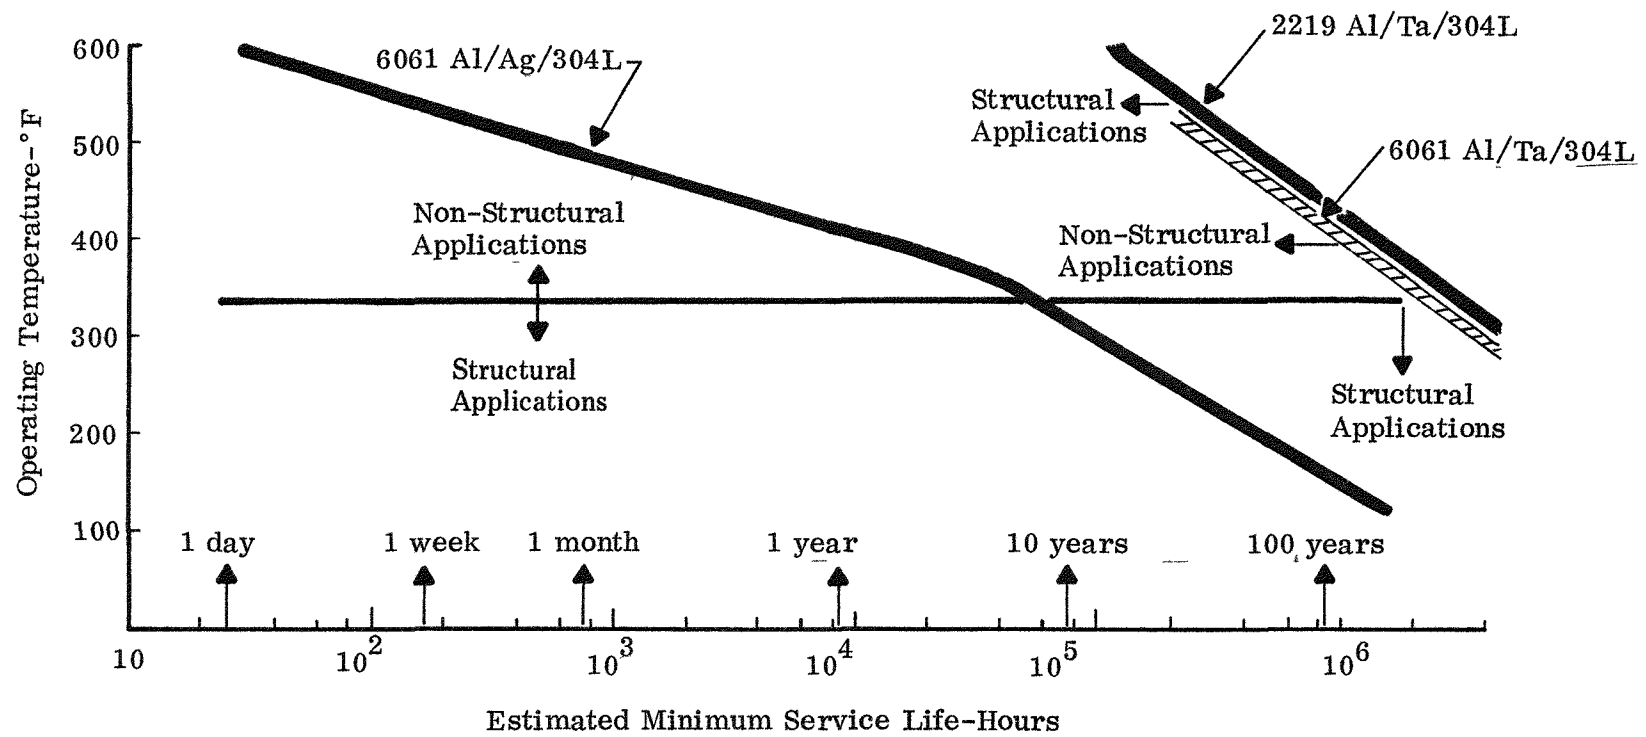 2219 Al/Ta/304L
600
6061 Al/Ag/304L
Structural
Applications
500
6061 Al/Ta/304L
Non-Structural
Applications
400
Non-Structural
Applications
300
Structural
Applications
Structural
Applications
200
100
Operating Temperature-°F
1 day
1 week
1 month
1 year
10 years
100 years
10
10²
10³
10⁴
10⁵
10⁶
Estimated Minimum Service Life-Hours